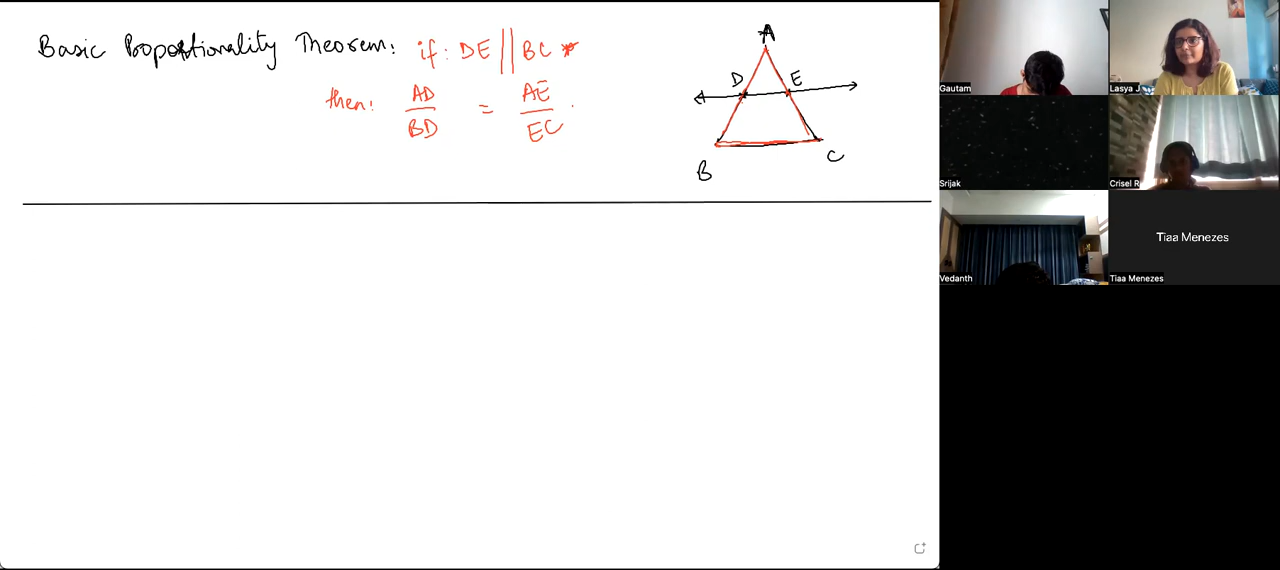 Basic Proportionality Theorem: if: DE || BC *
then: AD/BD = AE/EC
A
D E
B C
Gautam
Lasya J
Srijak
Crisel R
Vedanth
Tiaa Menezes
Tiaa Menezes